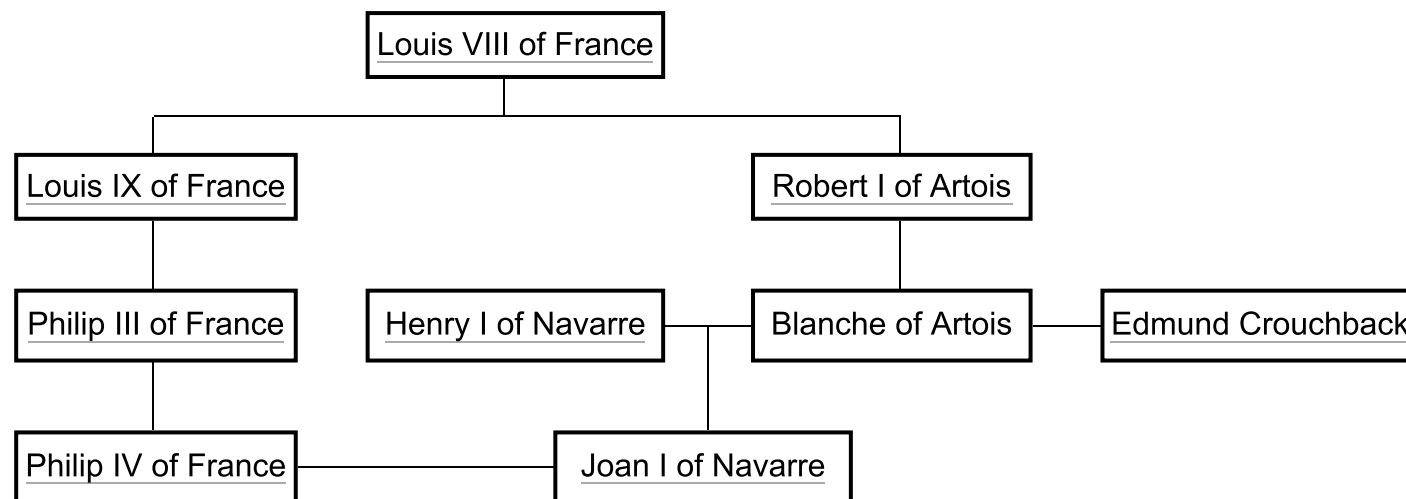 Louis VIII of France
Louis IX of France
Robert I of Artois
Philip III of France
Henry I of Navarre
Blanche of Artois
Edmund Crouchback
Philip IV of France
Joan I of Navarre